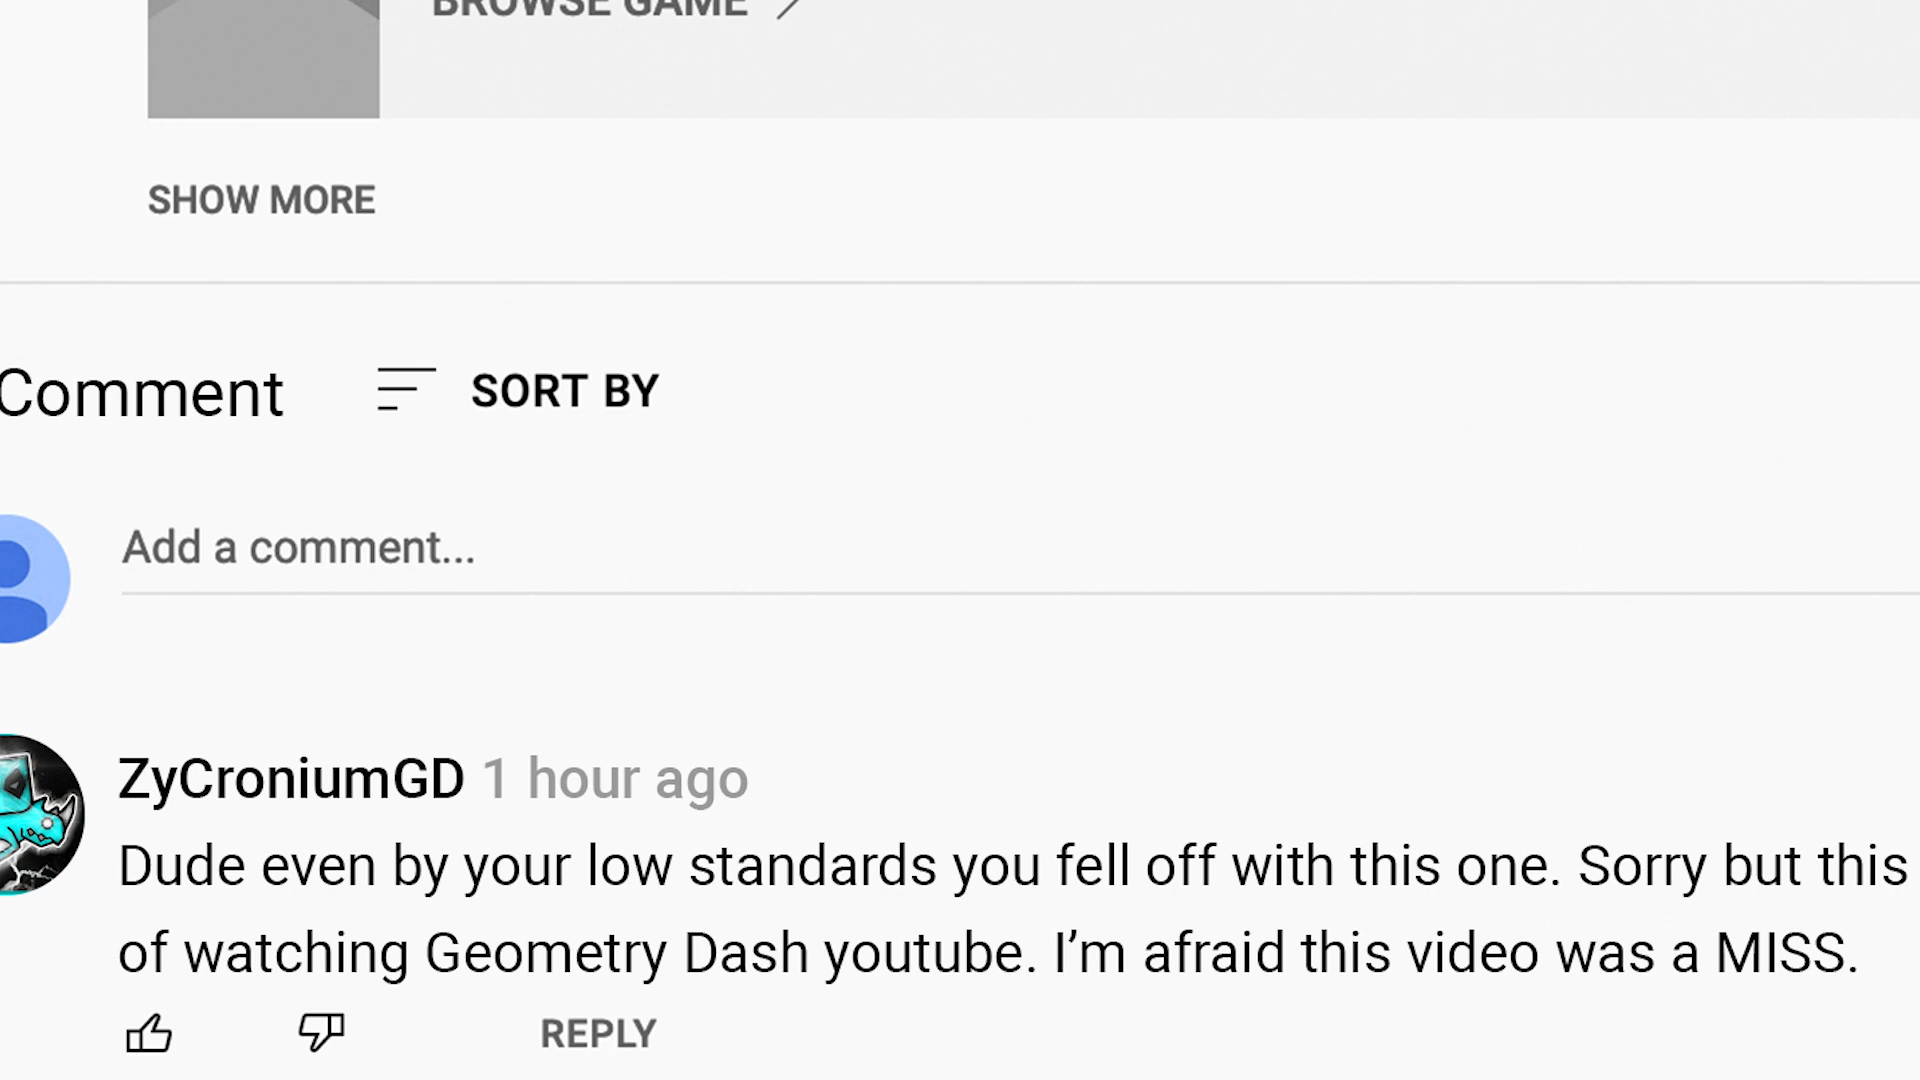 BROWSE GAME
SHOW MORE
Comment
SORT BY
Add a comment...
ZyCroniumGD 1 hour ago
Dude even by your low standards you fell off with this one. Sorry but this
of watching Geometry Dash youtube. I’m afraid this video was a MISS.
REPLY